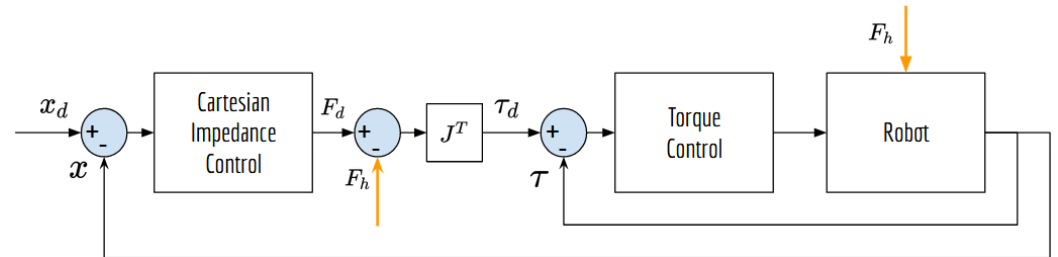 F_h
x_d
+
-
x
Cartesian
Impedance
Control
F_d
+
-
F_h
J^T
τ_d
+
-
τ
Torque
Control
Robot